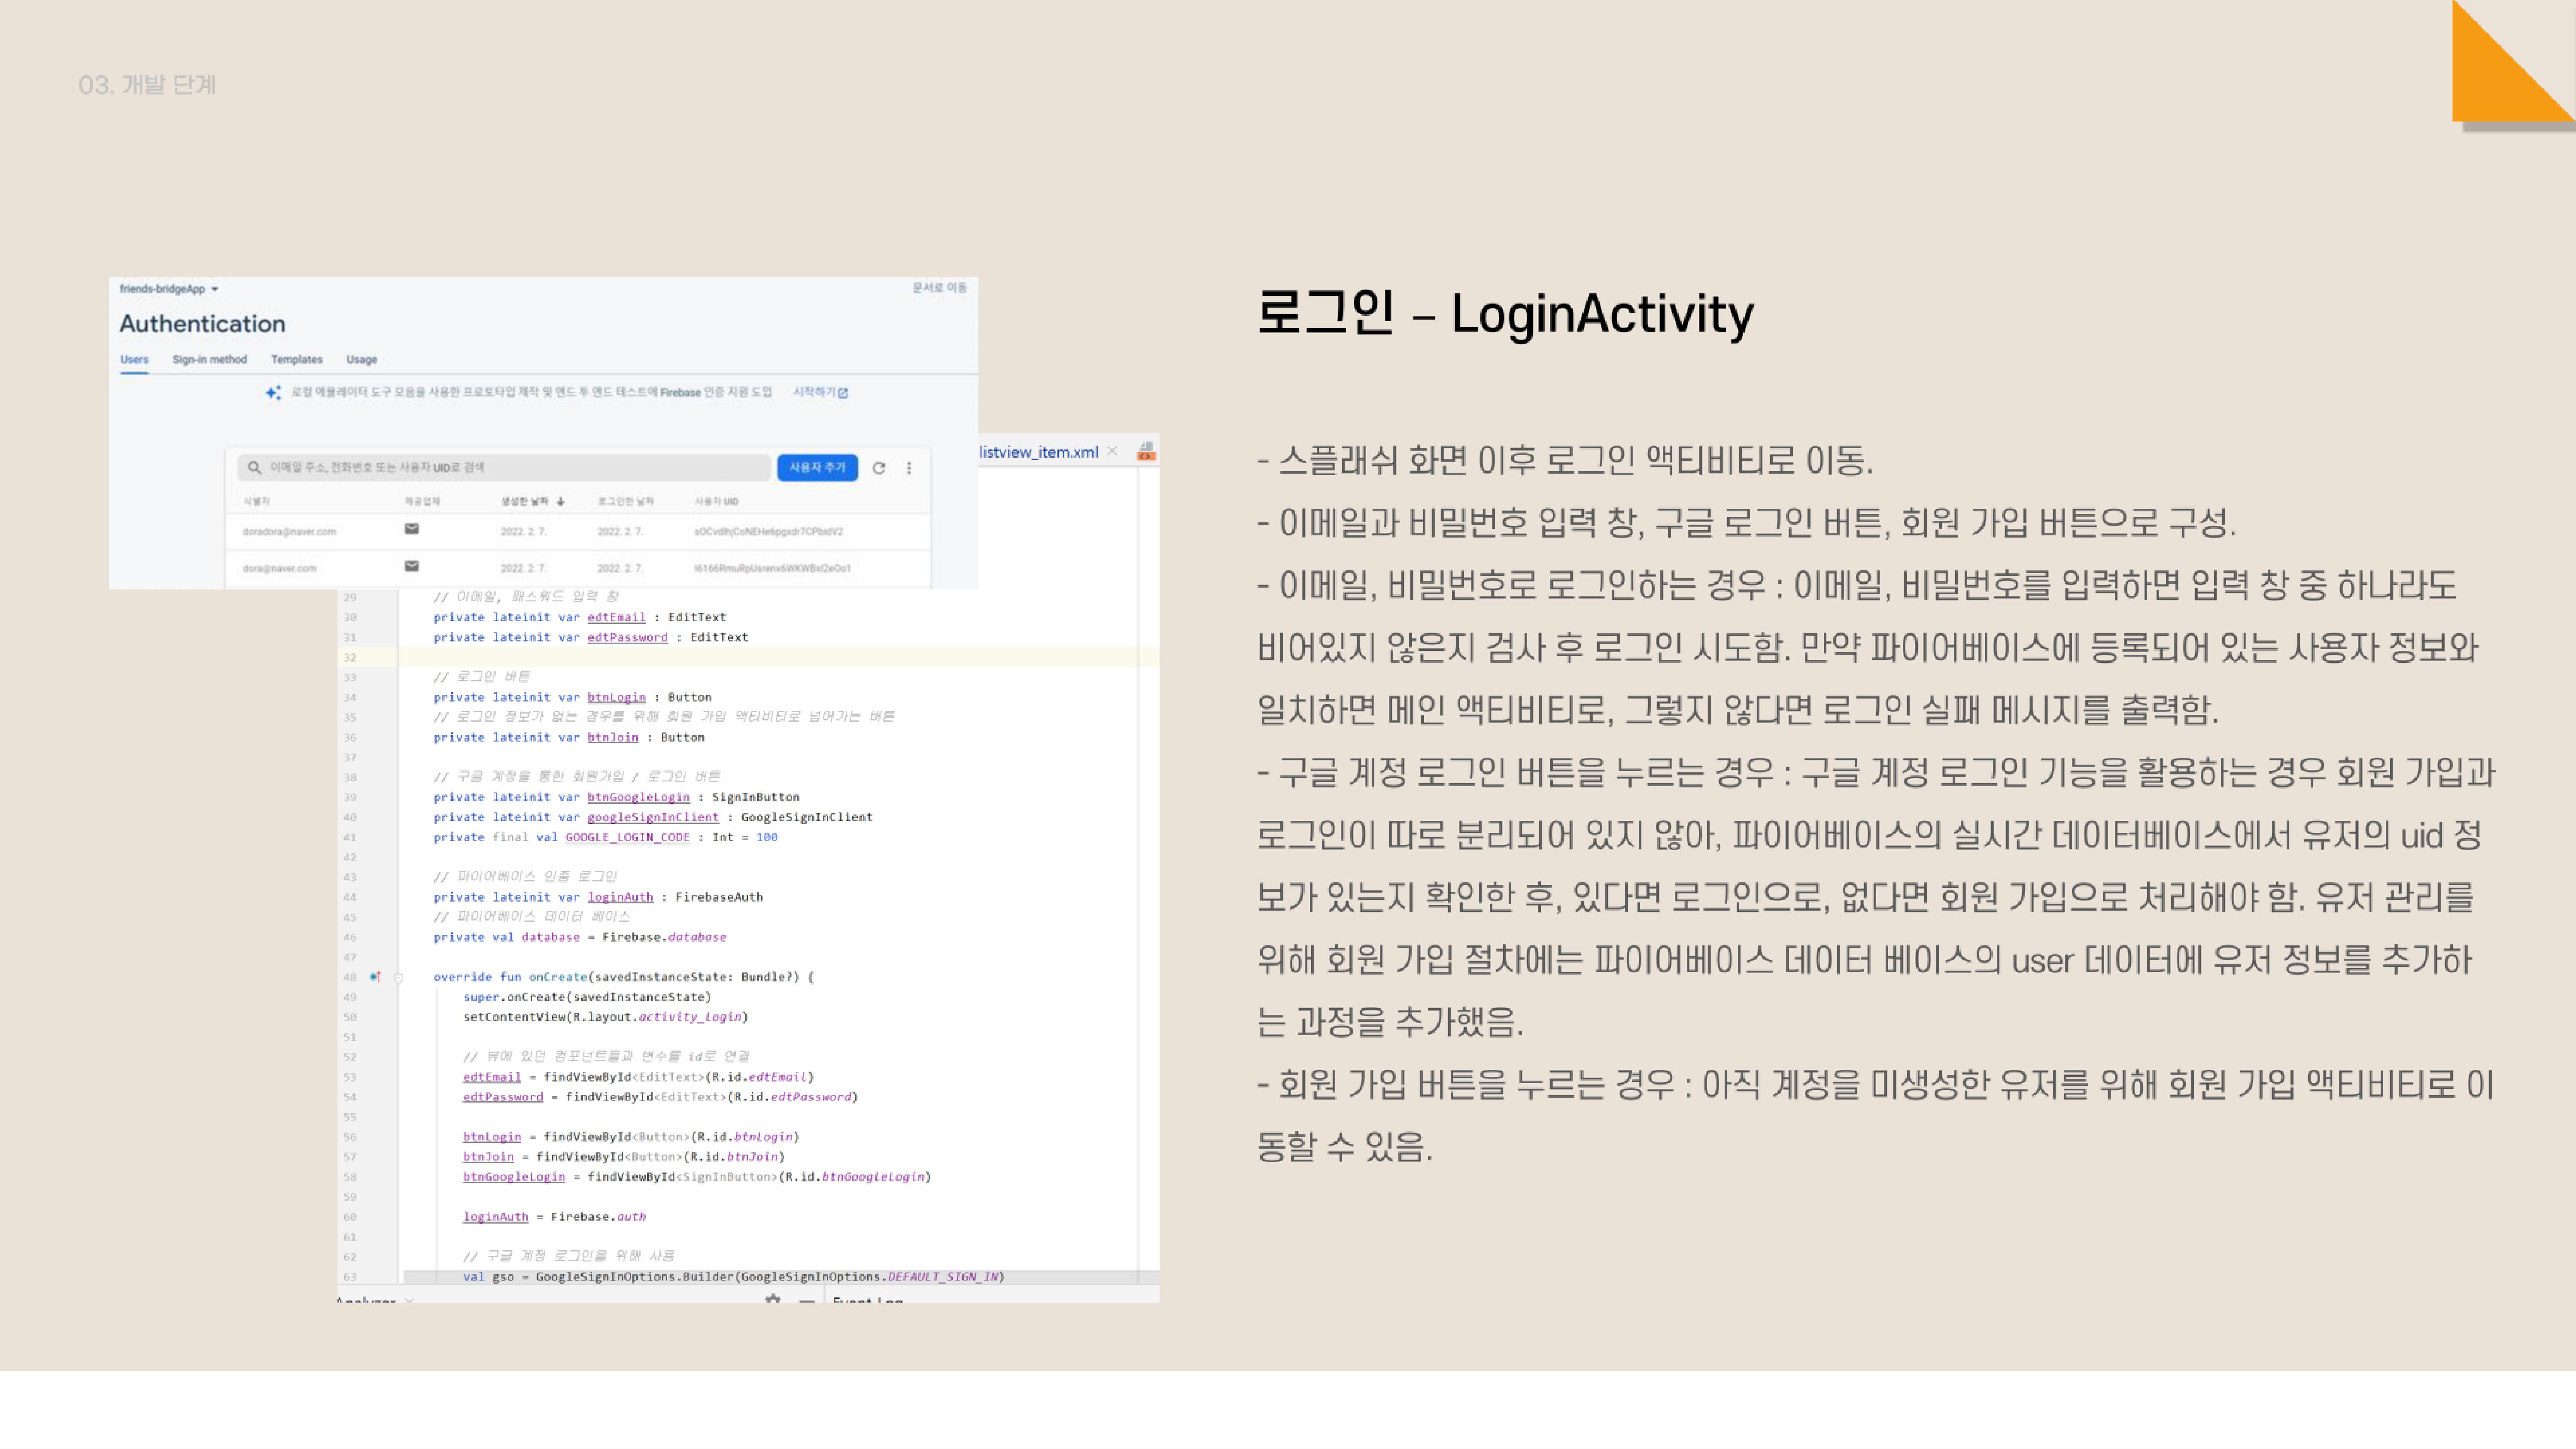 03. 개발 단계
friends-bridgeApp
문서로 이동
Authentication
Users Sign-in method Templates Usage
로컬 에뮬레이터 도구 모음을 사용한 프로토타입 제작 및 엔드 투 엔드 테스트에 Firebase 인증 지원 도입 시작하기
이메일 주소, 전화번호 또는 사용자 UID로 검색 사용자 추가
식별자 제공업체 생성한 날짜 ↓ 로그인한 날짜 사용자 UID
doradora@naver.com 2022. 2. 7. 2022. 2. 7.
dora@naver.com 2022. 2. 7. 2022. 2. 7.
listview_item.xml
29 // 이메일, 패스워드 입력 창
30 private lateinit var edtEmail : EditText
31 private lateinit var edtPassword : EditText
32
33 // 로그인 버튼
34 private lateinit var btnLogin : Button
35 // 로그인 정보가 없는 경우를 위해 회원 가입 액티비티로 넘어가는 버튼
36 private lateinit var btnJoin : Button
37
38 // 구글 계정을 통한 회원가입 / 로그인 버튼
39 private lateinit var btnGoogleLogin : SignInButton
40 private lateinit var googleSignInClient : GoogleSignInClient
41 private final val GOOGLE_LOGIN_CODE : Int = 100
42
43 // 파이어베이스 인증 로그인
44 private lateinit var loginAuth : FirebaseAuth
45 // 파이어베이스 데이터 베이스
46 private val database = Firebase.database
47
48 override fun onCreate(savedInstanceState: Bundle?) {
49 super.onCreate(savedInstanceState)
50 setContentView(R.layout.activity_login)
51
52 // 뷰에 있던 컴포넌트들과 변수를 id로 연결
53 edtEmail = findViewById<EditText>(R.id.edtEmail)
54 edtPassword = findViewById<EditText>(R.id.edtPassword)
55
56 btnLogin = findViewById<Button>(R.id.btnLogin)
57 btnJoin = findViewById<Button>(R.id.btnJoin)
58 btnGoogleLogin = findViewById<SignInButton>(R.id.btnGoogleLogin)
59
60 loginAuth = Firebase.auth
61
62 // 구글 계정 로그인을 위해 사용
63 val gso = GoogleSignInOptions.Builder(GoogleSignInOptions.DEFAULT_SIGN_IN)
로그인 – LoginActivity
- 스플래쉬 화면 이후 로그인 액티비티로 이동.
- 이메일과 비밀번호 입력 창, 구글 로그인 버튼, 회원 가입 버튼으로 구성.
- 이메일, 비밀번호로 로그인하는 경우 : 이메일, 비밀번호를 입력하면 입력 창 중 하나라도
비어있지 않은지 검사 후 로그인 시도함. 만약 파이어베이스에 등록되어 있는 사용자 정보와
일치하면 메인 액티비티로, 그렇지 않다면 로그인 실패 메시지를 출력함.
- 구글 계정 로그인 버튼을 누르는 경우 : 구글 계정 로그인 기능을 활용하는 경우 회원 가입과
로그인이 따로 분리되어 있지 않아, 파이어베이스의 실시간 데이터베이스에서 유저의 uid 정
보가 있는지 확인한 후, 있다면 로그인으로, 없다면 회원 가입으로 처리해야 함. 유저 관리를
위해 회원 가입 절차에는 파이어베이스 데이터 베이스의 user 데이터에 유저 정보를 추가하
는 과정을 추가했음.
- 회원 가입 버튼을 누르는 경우 : 아직 계정을 미생성한 유저를 위해 회원 가입 액티비티로 이
동할 수 있음.